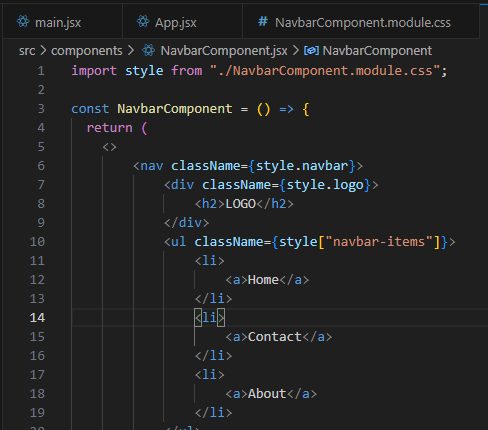 main.jsx App.jsx # NavbarComponent.module.css
src > components > NavbarComponent.jsx > NavbarComponent
1 import style from "./NavbarComponent.module.css";
2
3 const NavbarComponent = () => {
4 return (
5 <>
6 <nav className={style.navbar}>
7 <div className={style.logo}>
8 <h2>LOGO</h2>
9 </div>
10 <ul className={style["navbar-items"]}>
11 <li>
12 <a>Home</a>
13 </li>
14 <li>
15 <a>Contact</a>
16 </li>
17 <li>
18 <a>About</a>
19 </li>
20 </ul>